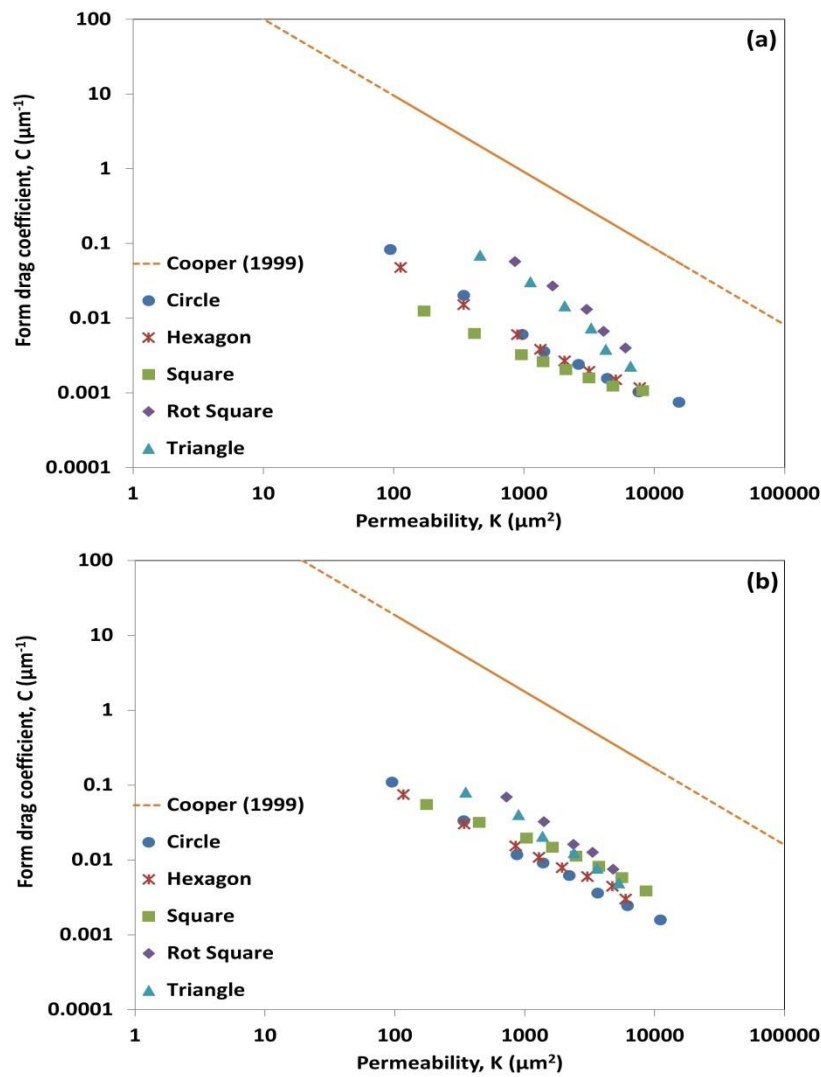 (a)
100
10
1
0.1
0.01
0.001
0.0001
Form drag coefficient, C (µm⁻¹)
Cooper (1999)
Circle
Hexagon
Square
Rot Square
Triangle
1 10 100 1000 10000 100000
Permeability, K (µm²)
(b)
100
10
1
0.1
0.01
0.001
0.0001
Form drag coefficient, C (µm⁻¹)
Cooper (1999)
Circle
Hexagon
Square
Rot Square
Triangle
1 10 100 1000 10000 100000
Permeability, K (µm²)